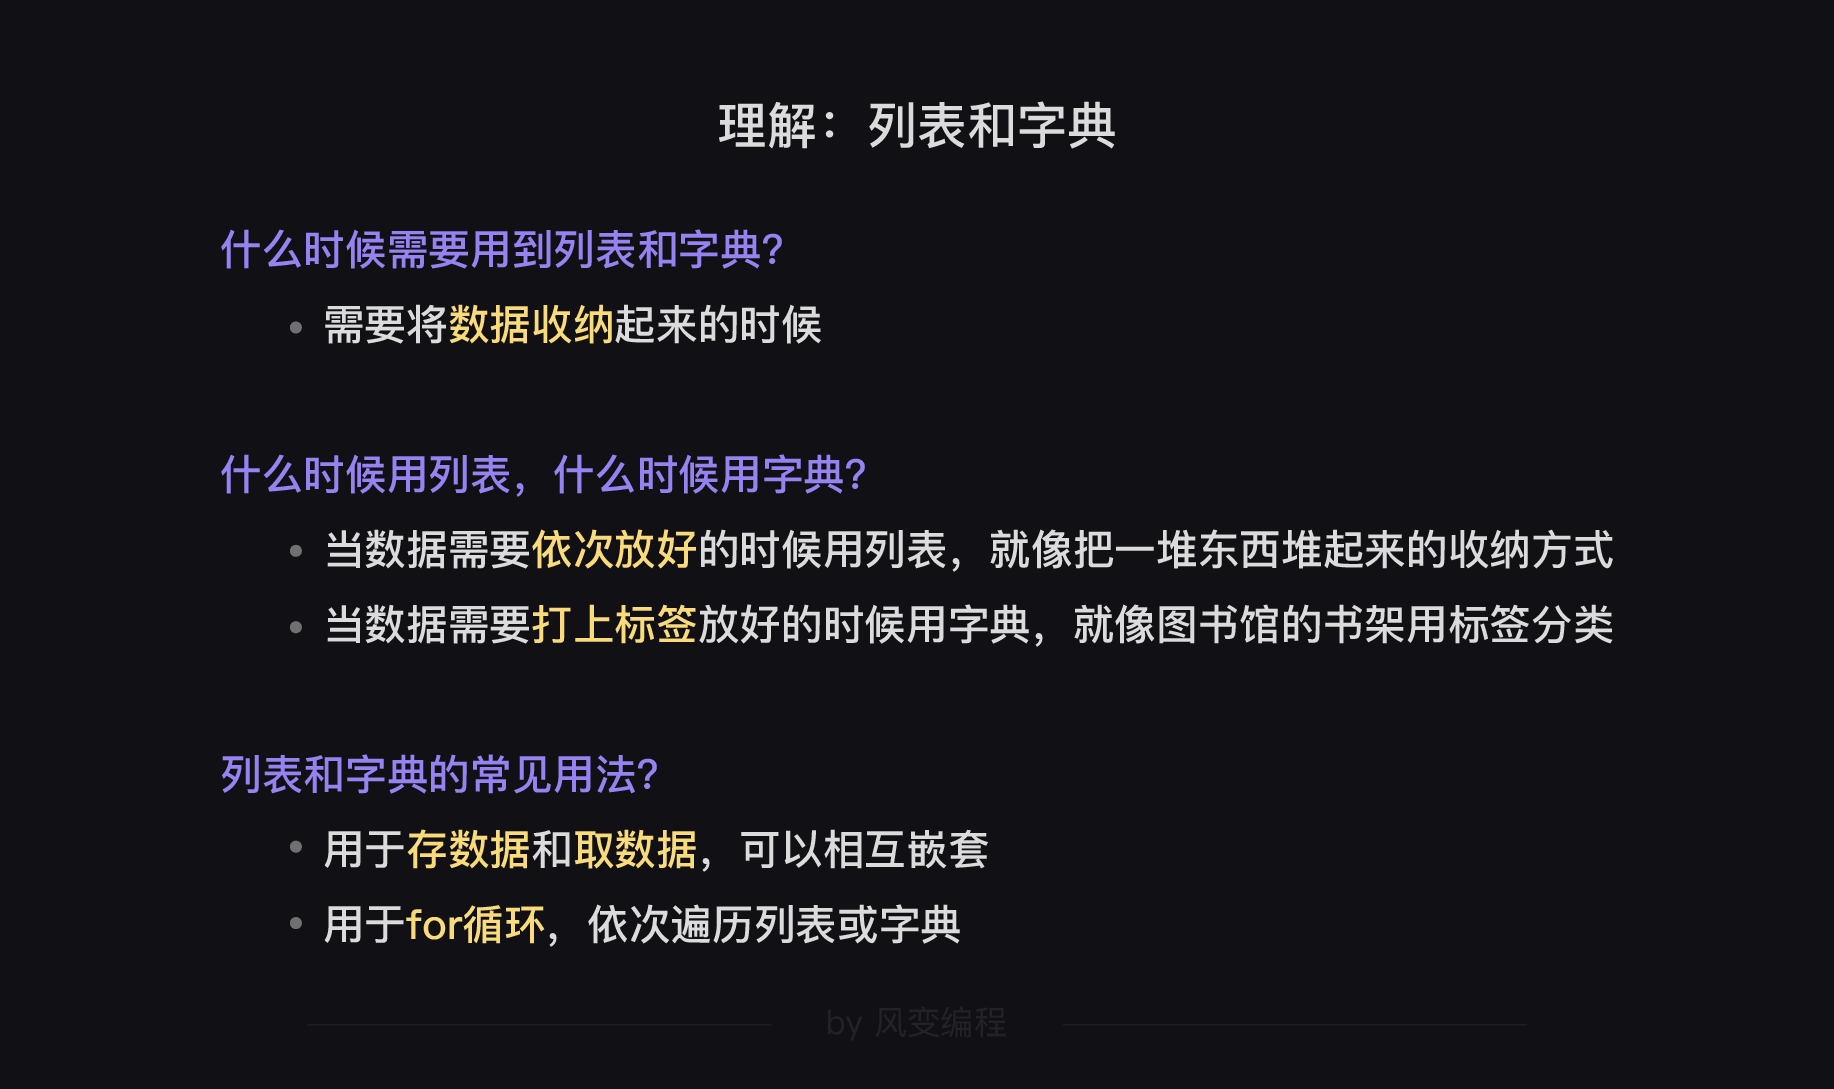 理解：列表和字典
什么时候需要用到列表和字典?
• 需要将数据收纳起来的时候
什么时候用列表，什么时候用字典?
• 当数据需要依次放好的时候用列表，就像把一堆东西堆起来的收纳方式
• 当数据需要打上标签放好的时候用字典，就像图书馆的书架用标签分类
列表和字典的常见用法?
• 用于存数据和取数据，可以相互嵌套
• 用于for循环，依次遍历列表或字典
by 风变编程